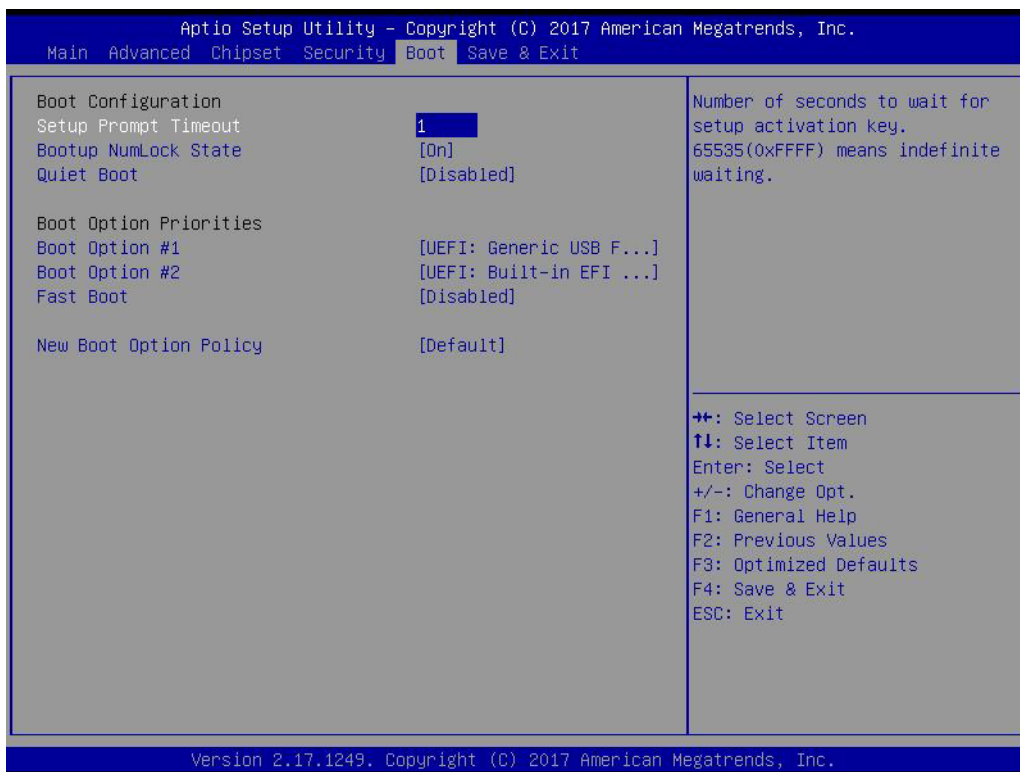 Aptio Setup Utility – Copyright (C) 2017 American Megatrends, Inc.
Main Advanced Chipset Security Boot Save & Exit
Boot Configuration
Setup Prompt Timeout 1
Bootup NumLock State [On]
Quiet Boot [Disabled]
Boot Option Priorities
Boot Option #1 [UEFI: Generic USB F...]
Boot Option #2 [UEFI: Built-in EFI ...]
Fast Boot [Disabled]
New Boot Option Policy [Default]
Number of seconds to wait for
setup activation key.
65535(0xFFFF) means indefinite
waiting.
→←: Select Screen
↑↓: Select Item
Enter: Select
+/-: Change Opt.
F1: General Help
F2: Previous Values
F3: Optimized Defaults
F4: Save & Exit
ESC: Exit
Version 2.17.1249. Copyright (C) 2017 American Megatrends, Inc.